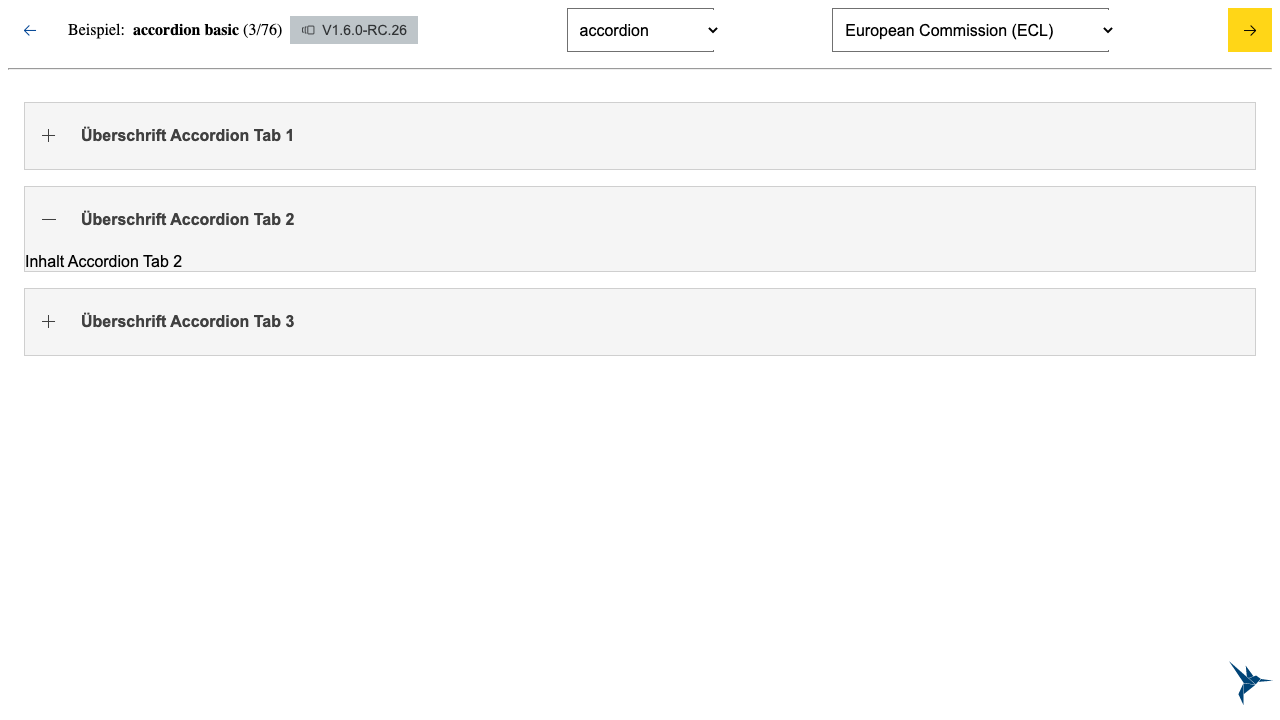 Beispiel: accordion basic (3/76) V1.6.0-RC.26 accordion European Commission (ECL)
Überschrift Accordion Tab 1
Überschrift Accordion Tab 2
Inhalt Accordion Tab 2
Überschrift Accordion Tab 3